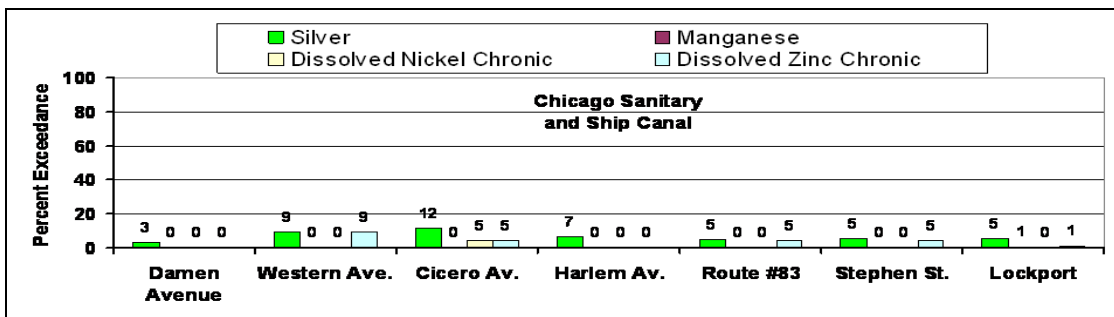 Silver Manganese
Dissolved Nickel Chronic Dissolved Zinc Chronic
Chicago Sanitary
and Ship Canal
Percent Exceedance
100
80
60
40
20
0
3 0 0 0
9 0 0 9
12 0 5 5
7 0 0 0
5 0 0 5
5 0 0 5
5 1 0 1
Damen
Avenue
Western Ave.
Cicero Av.
Harlem Av.
Route #83
Stephen St.
Lockport